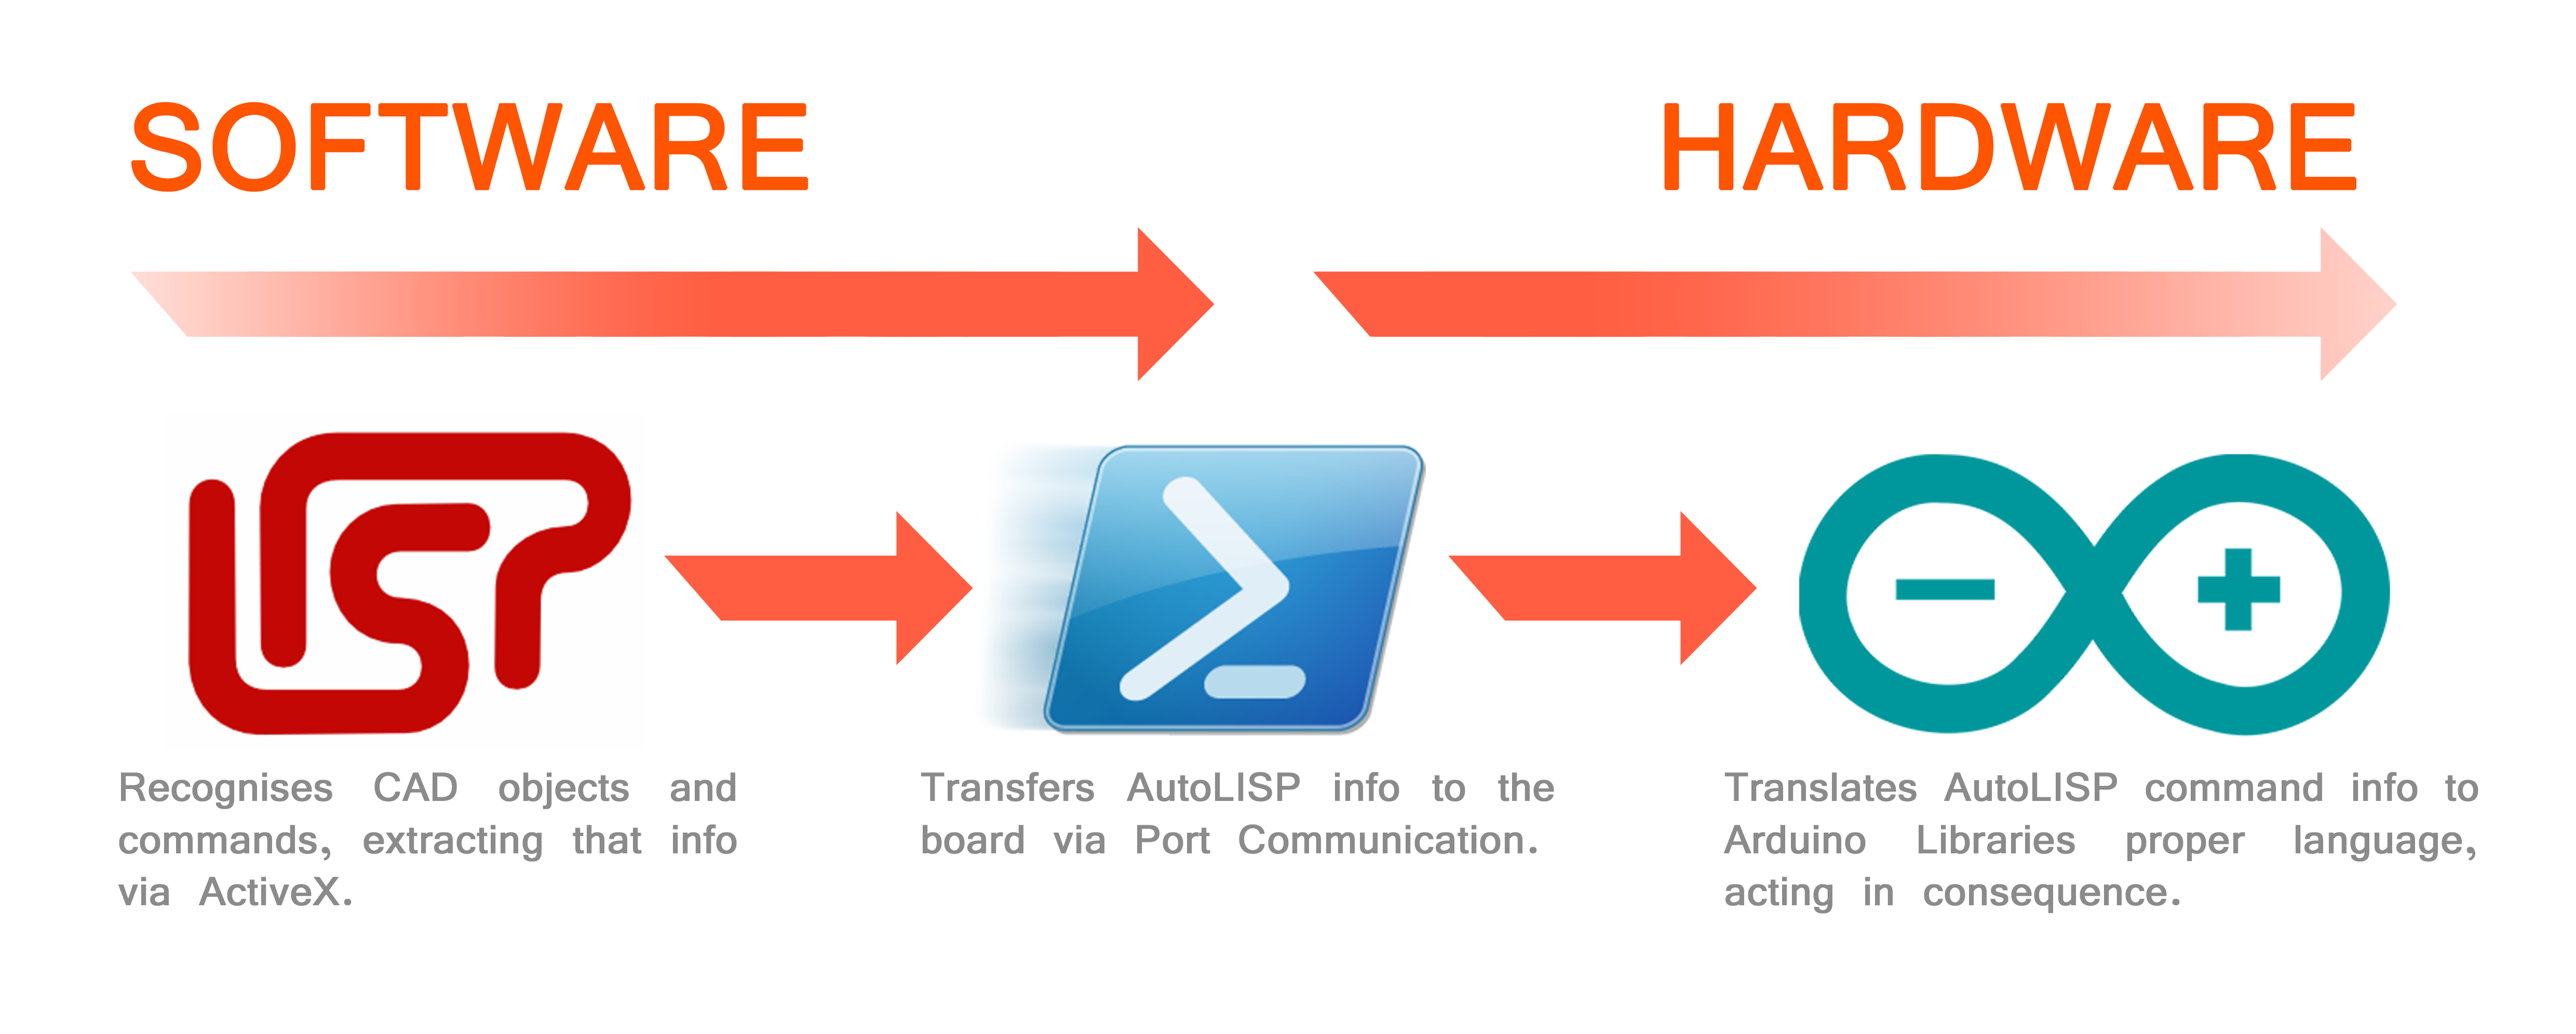 SOFTWARE
HARDWARE
LISP
Recognises CAD objects and
commands, extracting that info
via ActiveX.
Transfers AutoLISP info to the
board via Port Communication.
Translates AutoLISP command info to
Arduino Libraries proper language,
acting in consequence.